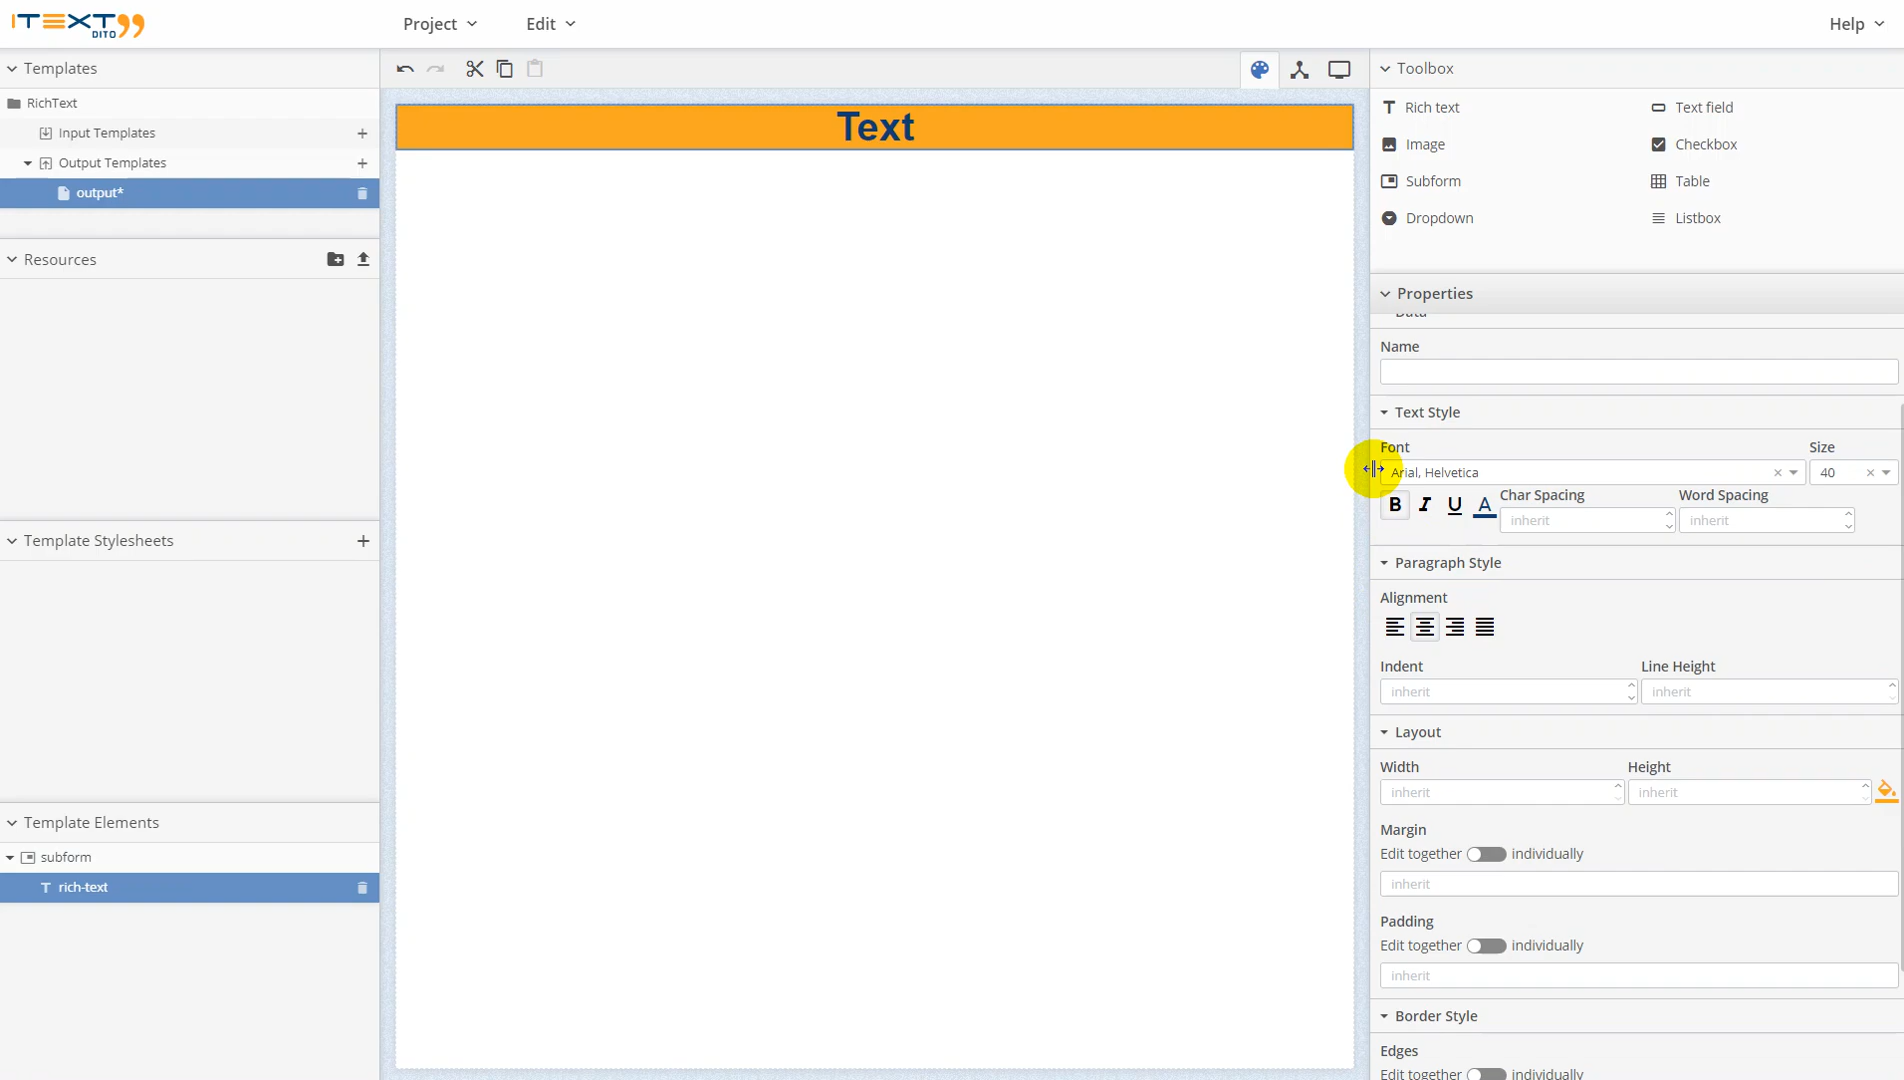 ITEXT
DITO
Project
Edit
Help
Templates
RichText
Input Templates
Output Templates
output*
Resources
Template Stylesheets
Template Elements
subform
rich-text
Text
Toolbox
Rich text
Text field
Image
Checkbox
Subform
Table
Dropdown
Listbox
Properties
Data
Name
Text Style
Font
Size
Arial, Helvetica
40
B I U A
Char Spacing
Word Spacing
inherit
inherit
Paragraph Style
Alignment
Indent
Line Height
inherit
inherit
Layout
Width
Height
inherit
inherit
Margin
Edit together
individually
inherit
Padding
Edit together
individually
inherit
Border Style
Edges
Edit together
individually